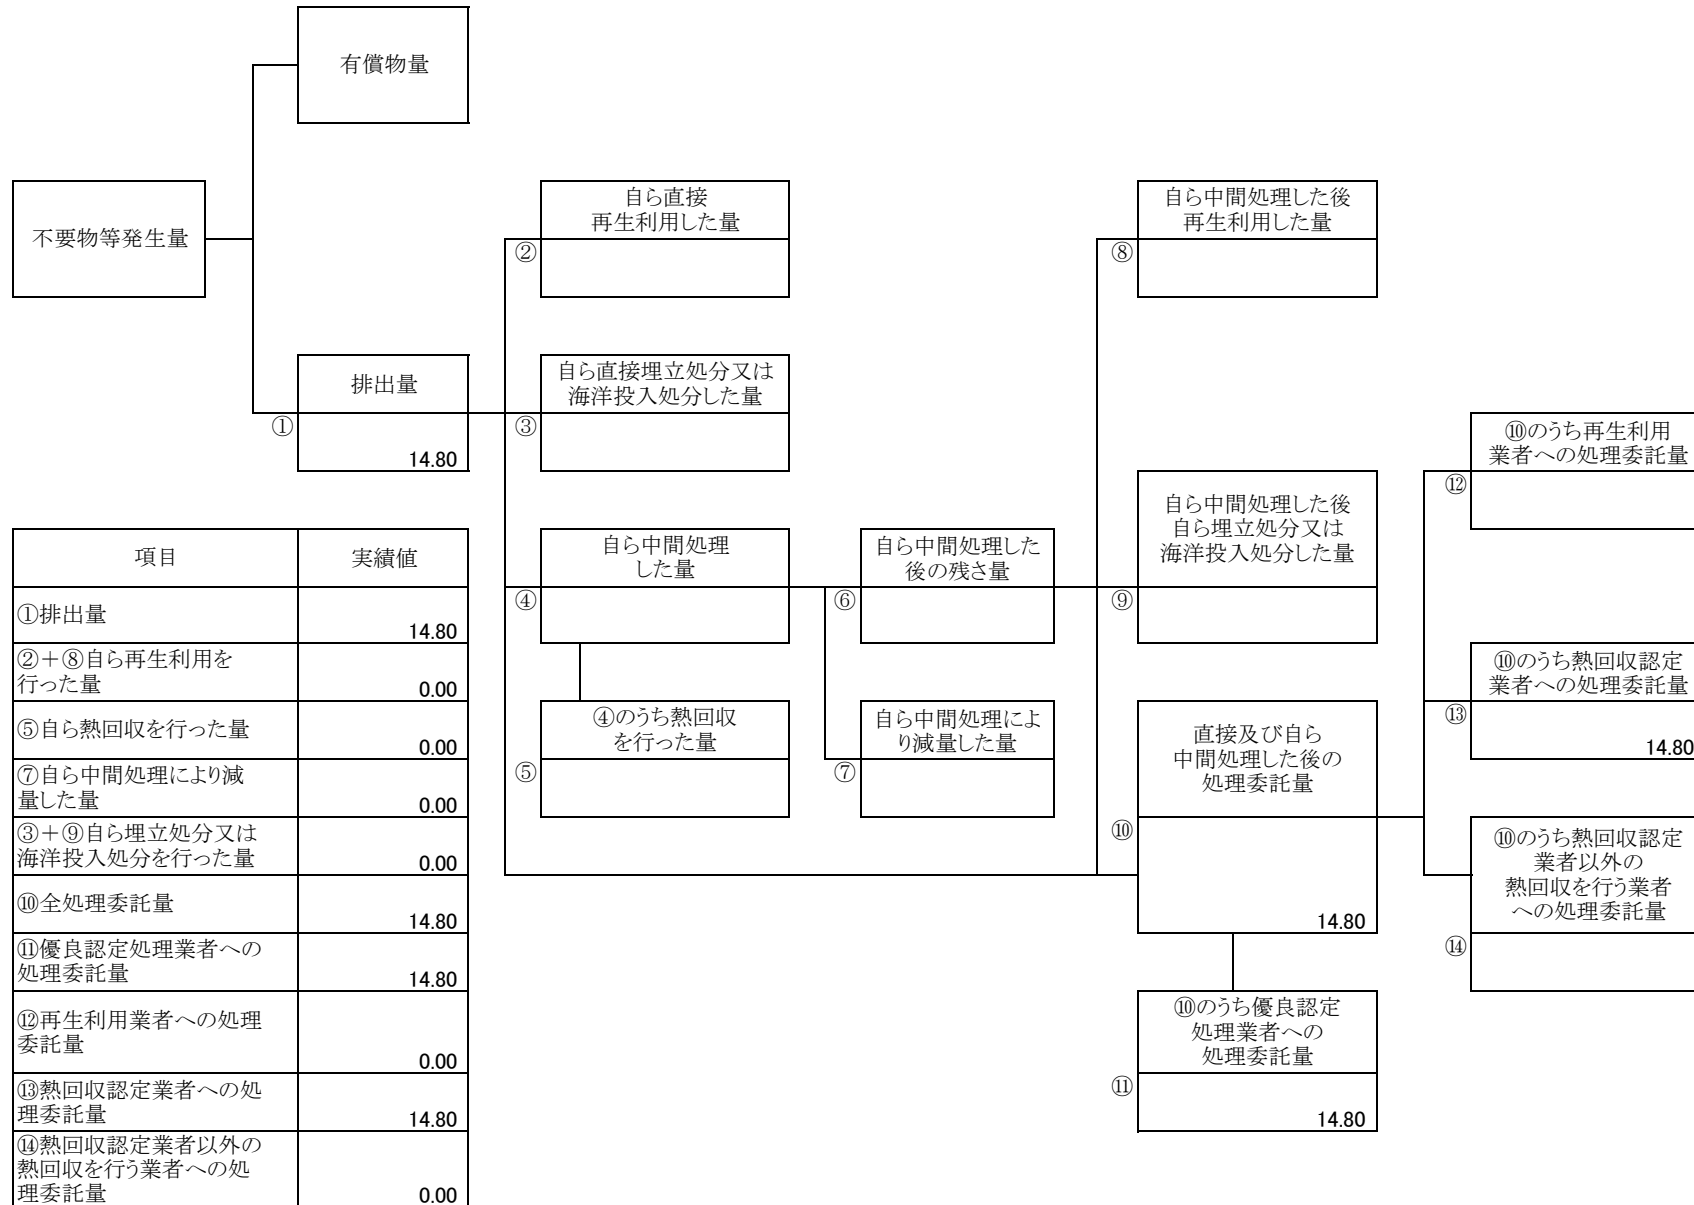 有償物量
不要物等発生量
自ら直接
再生利用した量
②
自ら中間処理した後
再生利用した量
⑧
排出量
①
14.80
自ら直接埋立処分又は
海洋投入処分した量
③
⑩のうち再生利用
業者への処理委託量
⑫
自ら中間処理
した量
④
自ら中間処理した
後の残さ量
⑥
自ら中間処理した後
自ら埋立処分又は
海洋投入処分した量
⑨
⑩のうち熱回収認定
業者への処理委託量
⑬
14.80
④のうち熱回収
を行った量
⑤
自ら中間処理によ
り減量した量
⑦
直接及び自ら
中間処理した後の
処理委託量
⑩
14.80
⑩のうち熱回収認定
業者以外の
熱回収を行う業者
への処理委託量
⑭
⑩のうち優良認定
処理業者への
処理委託量
⑪
14.80
項目 実績値
①排出量
14.80
②+⑧自ら再生利用を
行った量
0.00
⑤自ら熱回収を行った量
0.00
⑦自ら中間処理により減
量した量
0.00
③+⑨自ら埋立処分又は
海洋投入処分を行った量
0.00
⑩全処理委託量
14.80
⑪優良認定処理業者への
処理委託量
14.80
⑫再生利用業者への処理
委託量
0.00
⑬熱回収認定業者への処
理委託量
14.80
⑭熱回収認定業者以外の
熱回収を行う業者への処
理委託量
0.00